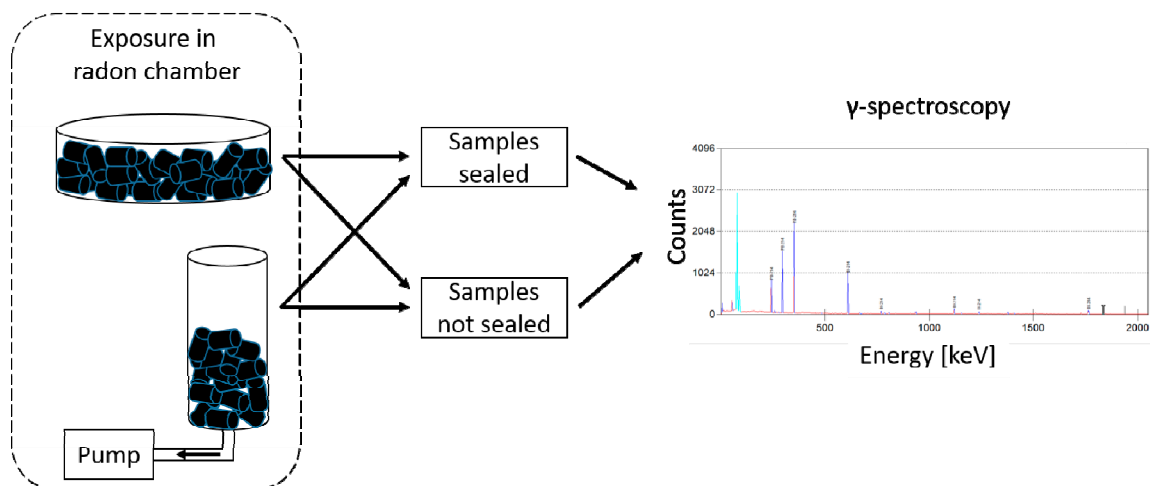 Exposure in
radon chamber
Pump
Samples
sealed
Samples
not sealed
γ-spectroscopy
Counts
4096
3072
2048
1024
0
500
1000
1500
2000
Energy [keV]